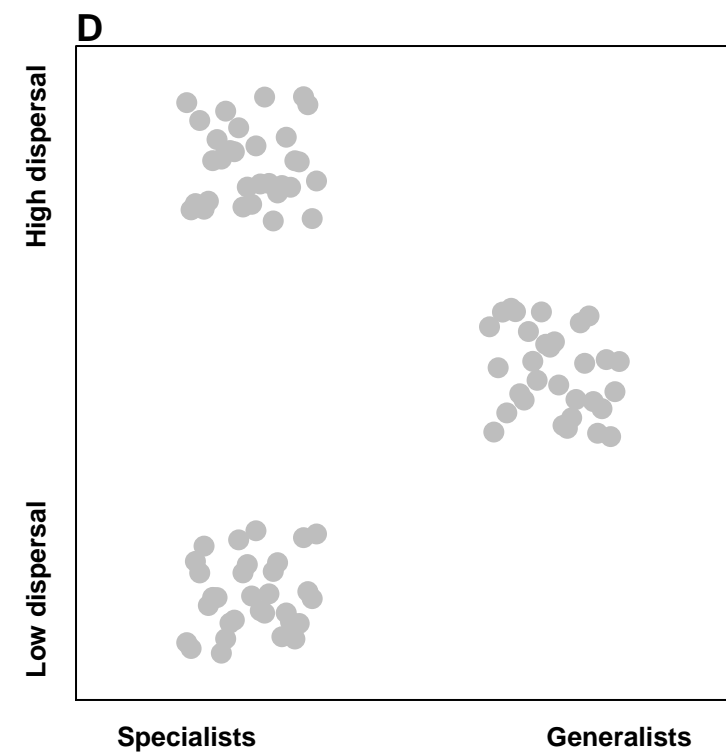 D
High dispersal
Low dispersal
Specialists
Generalists